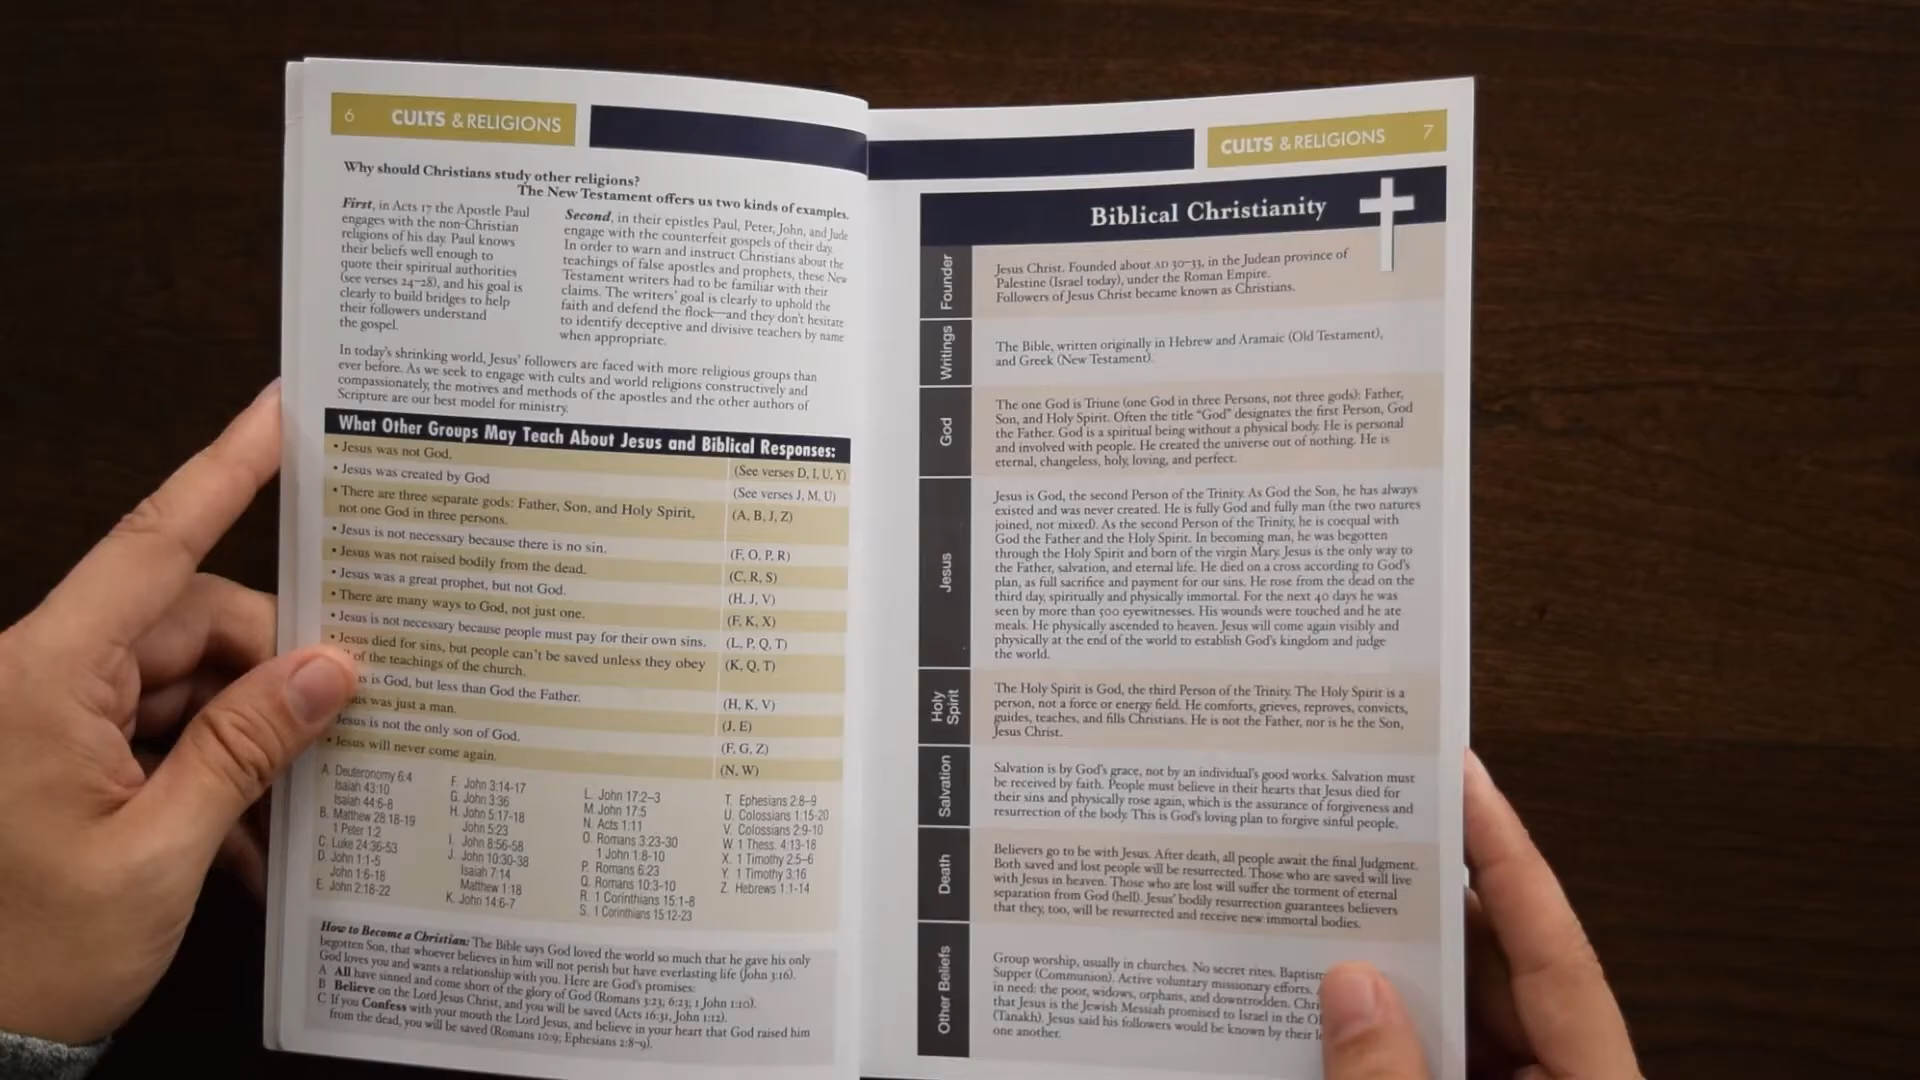 6 CULTS & RELIGIONS
Why should Christians study other religions?
The New Testament offers us two kinds of examples.
First, in Acts 17 the Apostle Paul
engages with the non-Christian
religions of his day. Paul knows
their beliefs well enough to
quote their spiritual authorities
(see verses 24–28), and his goal is
clearly to build bridges to help
their followers understand
the gospel.
Second, in their epistles Paul, Peter, John, and Jude
engage with the counterfeit gospels of their day.
In order to warn and instruct Christians about the
teachings of false apostles and prophets, these New
Testament writers had to be familiar with their
claims. The writers' goal is clearly to uphold the
faith and defend the flock—and they don't hesitate
to identify deceptive and divisive teachers by name
when appropriate.
In today's shrinking world, Jesus' followers are faced with more religious groups than
ever before. As we seek to engage with cults and world religions constructively and
compassionately, the motives and methods of the apostles and the other authors of
Scripture are our best model for ministry.
What Other Groups May Teach About Jesus and Biblical Responses:
• Jesus was not God. (See verses D, I, U, Y)
• Jesus was created by God (See verses J, M, U)
• There are three separate gods: Father, Son, and Holy Spirit,
not one God in three persons. (A, B, J, Z)
• Jesus is not necessary because there is no sin. (F, O, P, R)
• Jesus was not raised bodily from the dead. (C, R, S)
• Jesus was a great prophet, but not God. (H, J, V)
• There are many ways to God, not just one. (F, K, X)
• Jesus is not necessary because people must pay for their own sins. (L, P, Q, T)
• Jesus died for sins, but people can't be saved unless they obey (K, Q, T)
of the teachings of the church.
is God, but less than God the Father. (H, K, V)
was just a man. (J, E)
Jesus is not the only son of God. (F, G, Z)
• Jesus will never come again. (N, W)
A. Deuteronomy 6:4
Isaiah 43:10
Isaiah 44:6-8
B. Matthew 28:18-19
1 Peter 1:2
C. Luke 24:36-53
D. John 1:1-5
John 1:6-18
E. John 2:18-22
F. John 3:14-17
G. John 3:36
H. John 5:17-18
John 5:23
I. John 8:56-58
J. John 10:30-38
Isaiah 7:14
Matthew 1:18
K. John 14:6-7
L. John 17:2–3
M. John 17:5
N. Acts 1:11
O. Romans 3:23-30
1 John 1:8-10
P. Romans 6:23
Q. Romans 10:3-10
R. 1 Corinthians 15:1-8
S. 1 Corinthians 15:12-23
T. Ephesians 2:8–9
U. Colossians 1:15-20
V. Colossians 2:9-10
W. 1 Thess. 4:13-18
X. 1 Timothy 2:5–6
Y. 1 Timothy 3:16
Z. Hebrews 1:1-14
How to Become a Christian: The Bible says God loved the world so much that he gave his only
begotten Son, that whoever believes in him will not perish but have everlasting life (John 3:16).
God loves you and wants a relationship with you. Here are God's promises:
A All have sinned and come short of the glory of God (Romans 3:23, 6:23; 1 John 1:10).
B Believe on the Lord Jesus Christ, and you will be saved (Acts 16:31, John 1:12).
C If you Confess with your mouth the Lord Jesus, and believe in your heart that God raised him
from the dead, you will be saved (Romans 10:9; Ephesians 2:8–9).
CULTS & RELIGIONS 7
Biblical Christianity
Founder
Jesus Christ. Founded about AD 30–33, in the Judean province of
Palestine (Israel today), under the Roman Empire.
Followers of Jesus Christ became known as Christians.
Writings
The Bible, written originally in Hebrew and Aramaic (Old Testament),
and Greek (New Testament).
God
The one God is Triune (one God in three Persons, not three gods): Father,
Son, and Holy Spirit. Often the title "God" designates the first Person, God
the Father. God is a spiritual being without a physical body. He is personal
and involved with people. He created the universe out of nothing. He is
eternal, changeless, holy, loving, and perfect.
Jesus
Jesus is God, the second Person of the Trinity. As God the Son, he has always
existed and was never created. He is fully God and fully man (the two natures
joined, not mixed). As the second Person of the Trinity, he is coequal with
God the Father and the Holy Spirit. In becoming man, he was begotten
through the Holy Spirit and born of the virgin Mary. Jesus is the only way to
the Father, salvation, and eternal life. He died on a cross according to God's
plan, as full sacrifice and payment for our sins. He rose from the dead on the
third day, spiritually and physically immortal. For the next 40 days he was
seen by more than 500 eyewitnesses. His wounds were touched and he ate
meals. He physically ascended to heaven. Jesus will come again visibly and
physically at the end of the world to establish God's kingdom and judge
the world.
Holy
Spirit
The Holy Spirit is God, the third Person of the Trinity. The Holy Spirit is a
person, not a force or energy field. He comforts, grieves, reproves, convicts,
guides, teaches, and fills Christians. He is not the Father, nor is he the Son,
Jesus Christ.
Salvation
Salvation is by God's grace, not by an individual's good works. Salvation must
be received by faith. People must believe in their hearts that Jesus died for
their sins and physically rose again, which is the assurance of forgiveness and
resurrection of the body. This is God's loving plan to forgive sinful people.
Death
Believers go to be with Jesus. After death, all people await the final Judgment.
Both saved and lost people will be resurrected. Those who are saved will live
with Jesus in heaven. Those who are lost will suffer the torment of eternal
separation from God (hell). Jesus' bodily resurrection guarantees believers
that they, too, will be resurrected and receive new immortal bodies.
Other Beliefs
Group worship, usually in churches. No secret rites. Baptism
Supper (Communion). Active voluntary missionary efforts.
in need: the poor, widows, orphans, and downtrodden.
that Jesus is the Jewish Messiah promised to Israel in the
(Tanakh). Jesus said his followers would be known by their
one another.